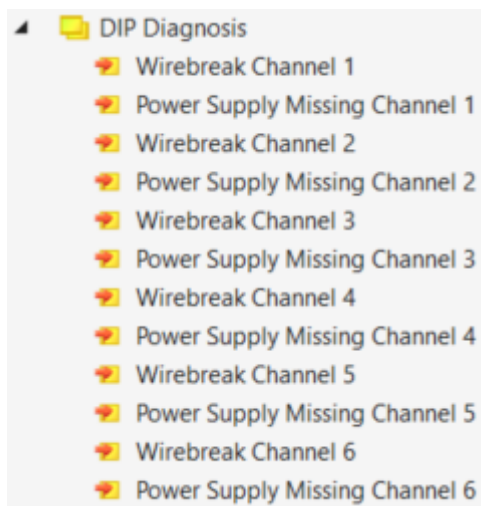 DIP Diagnosis
Wirebreak Channel 1
Power Supply Missing Channel 1
Wirebreak Channel 2
Power Supply Missing Channel 2
Wirebreak Channel 3
Power Supply Missing Channel 3
Wirebreak Channel 4
Power Supply Missing Channel 4
Wirebreak Channel 5
Power Supply Missing Channel 5
Wirebreak Channel 6
Power Supply Missing Channel 6